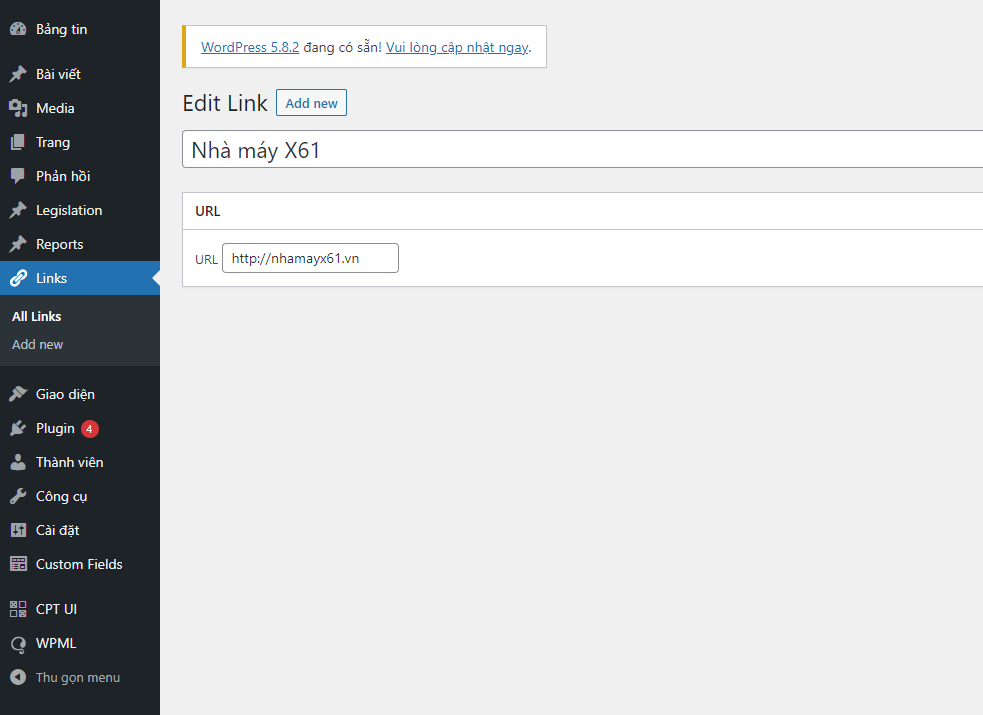 Bảng tin
Bài viết
Media
Trang
Phản hồi
Legislation
Reports
Links
All Links
Add new
Giao diện
Plugin 4
Thành viên
Công cụ
Cài đặt
Custom Fields
CPT UI
WPML
Thu gọn menu
WordPress 5.8.2 đang có sẵn! Vui lòng cập nhật ngay.
Edit Link Add new
Nhà máy X61
URL
URL http://nhamayx61.vn